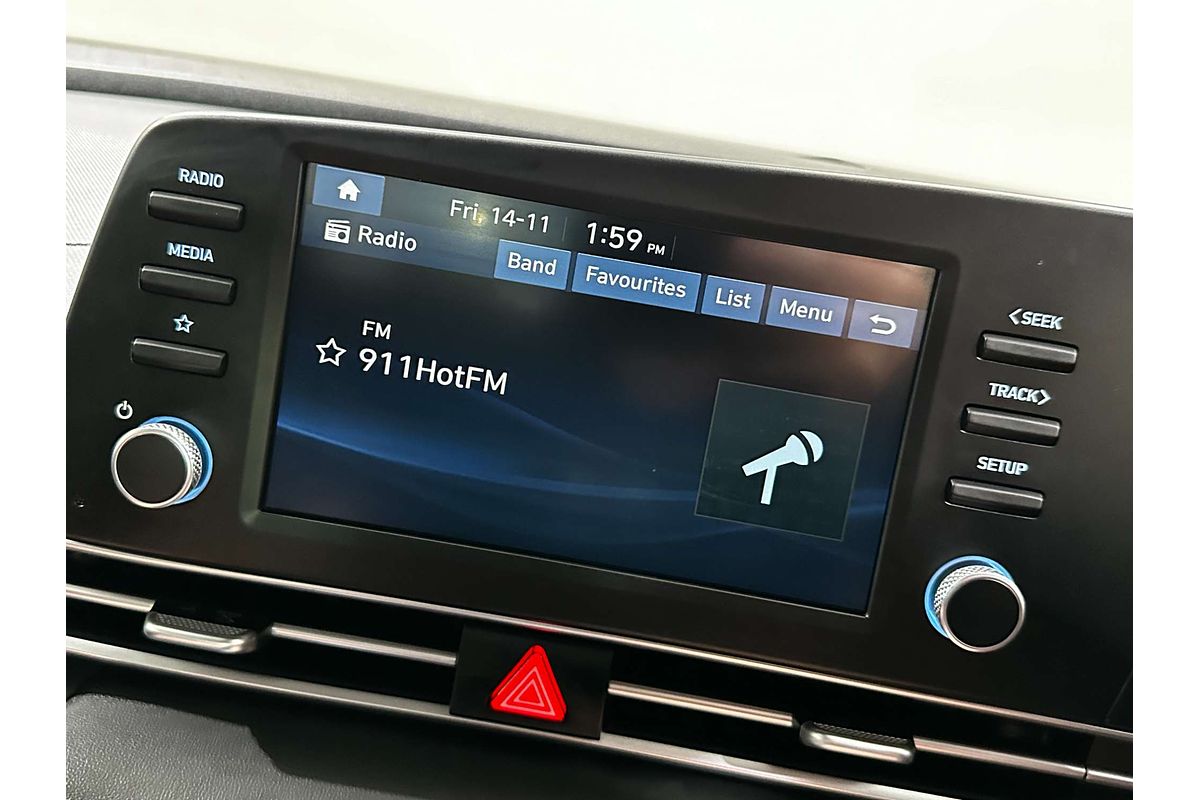 RADIO
MEDIA
Fri, 14-11 1:59 PM
Radio
Band Favourites List Menu
FM
911HotFM
<SEEK
TRACK>
SETUP